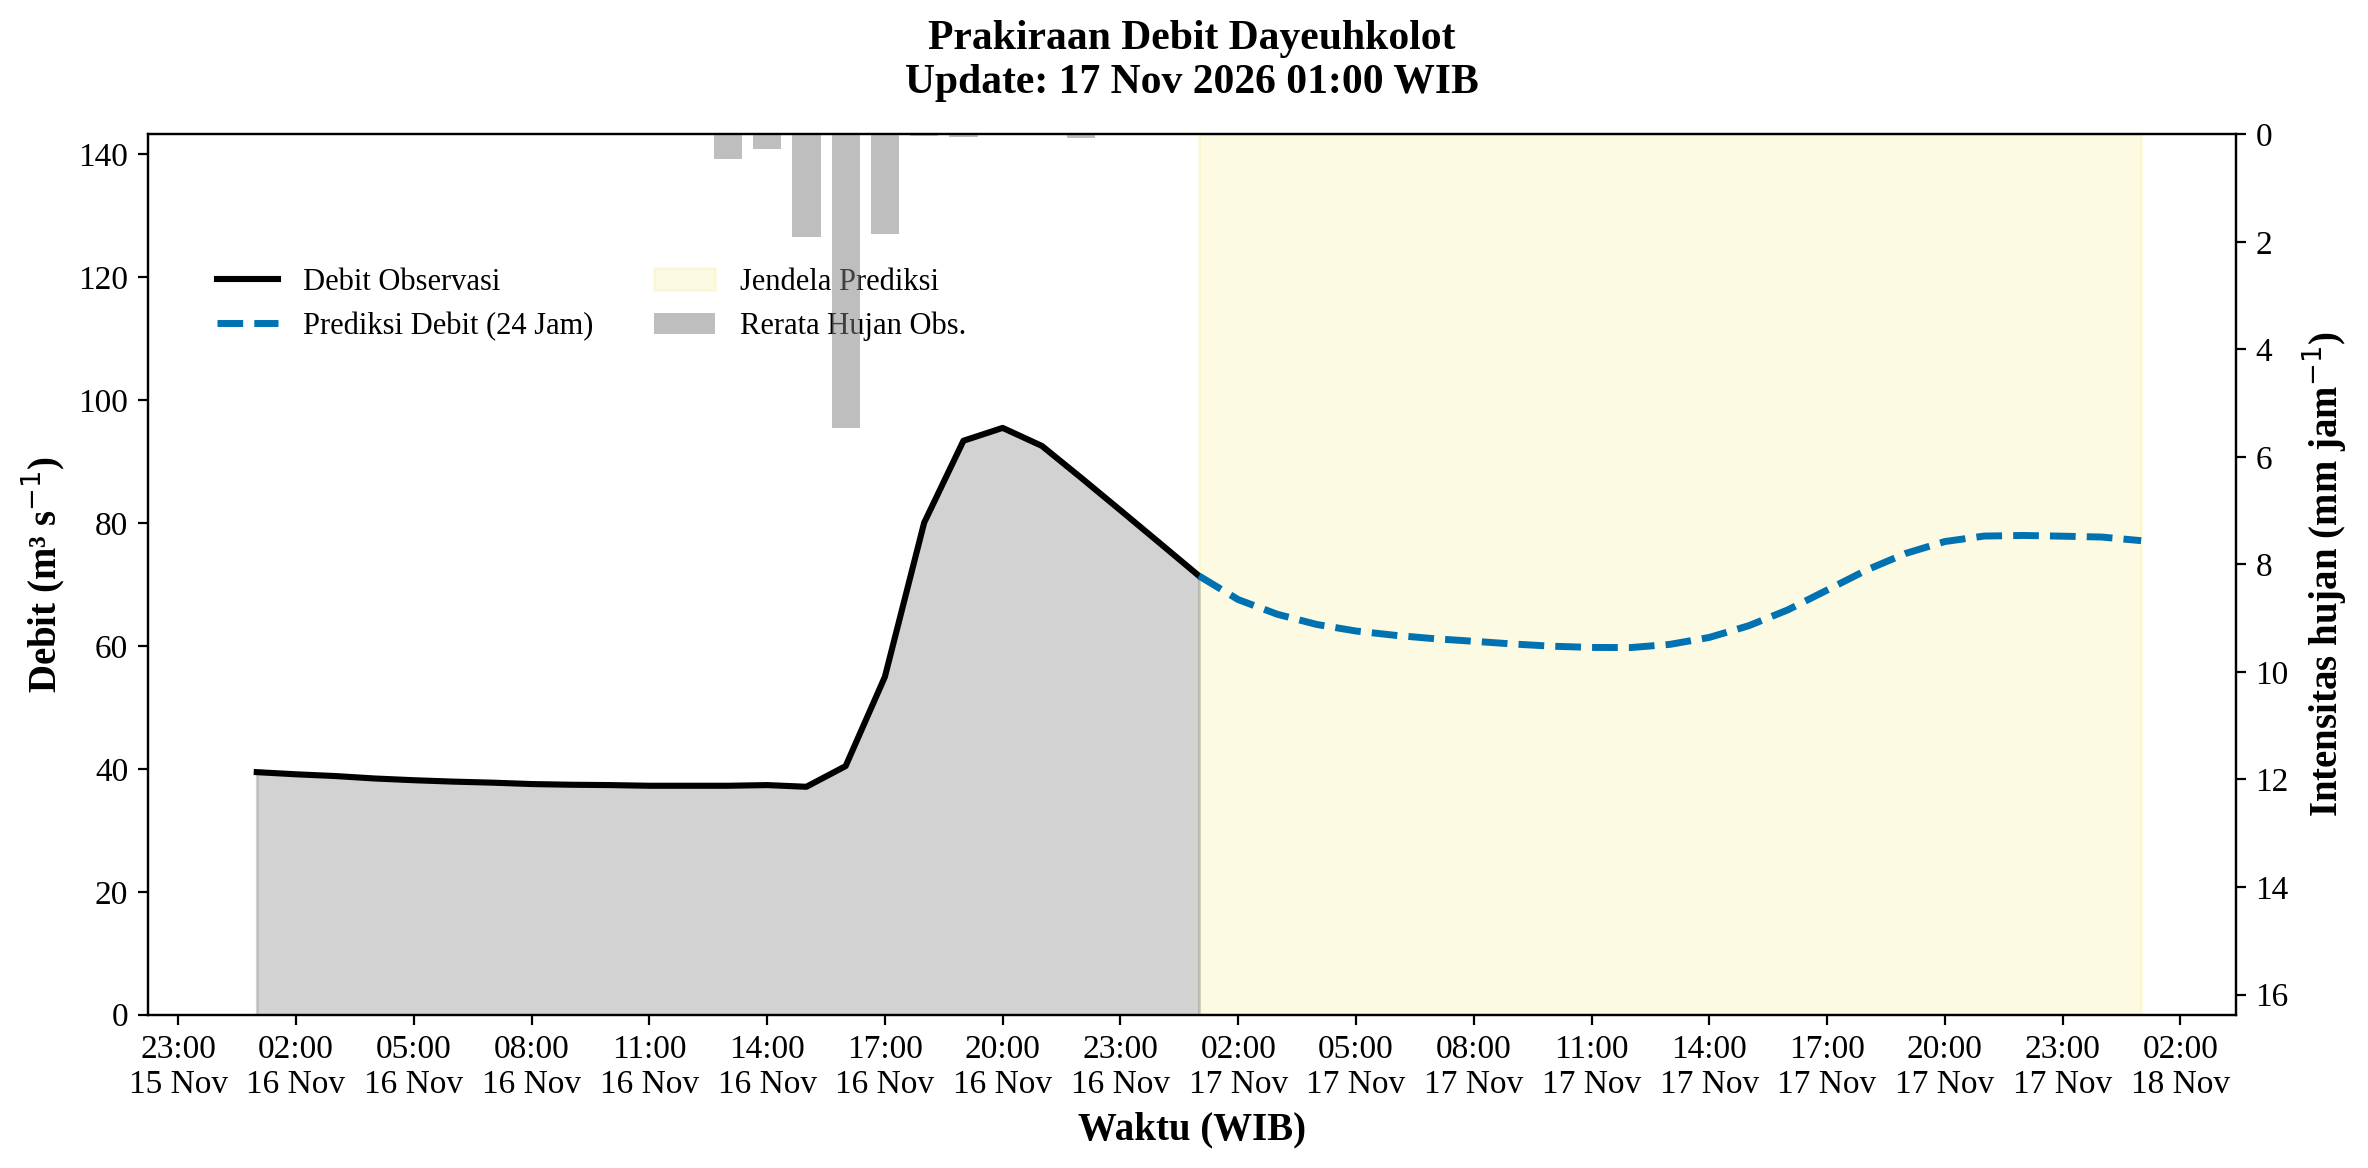 Prakiraan Debit Dayeuhkolot
Update: 17 Nov 2026 01:00 WIB
Debit (m³ s⁻¹)
140
120
100
80
60
40
20
0
Debit Observasi
Prediksi Debit (24 Jam)
Jendela Prediksi
Rerata Hujan Obs.
0
2
4
6
8
10
12
14
16
Intensitas hujan (mm jam⁻¹)
23:00 02:00 05:00 08:00 11:00 14:00 17:00 20:00 23:00 02:00 05:00 08:00 11:00 14:00 17:00 20:00 23:00 02:00
15 Nov 16 Nov 16 Nov 16 Nov 16 Nov 16 Nov 16 Nov 16 Nov 16 Nov 17 Nov 17 Nov 17 Nov 17 Nov 17 Nov 17 Nov 17 Nov 17 Nov 18 Nov
Waktu (WIB)